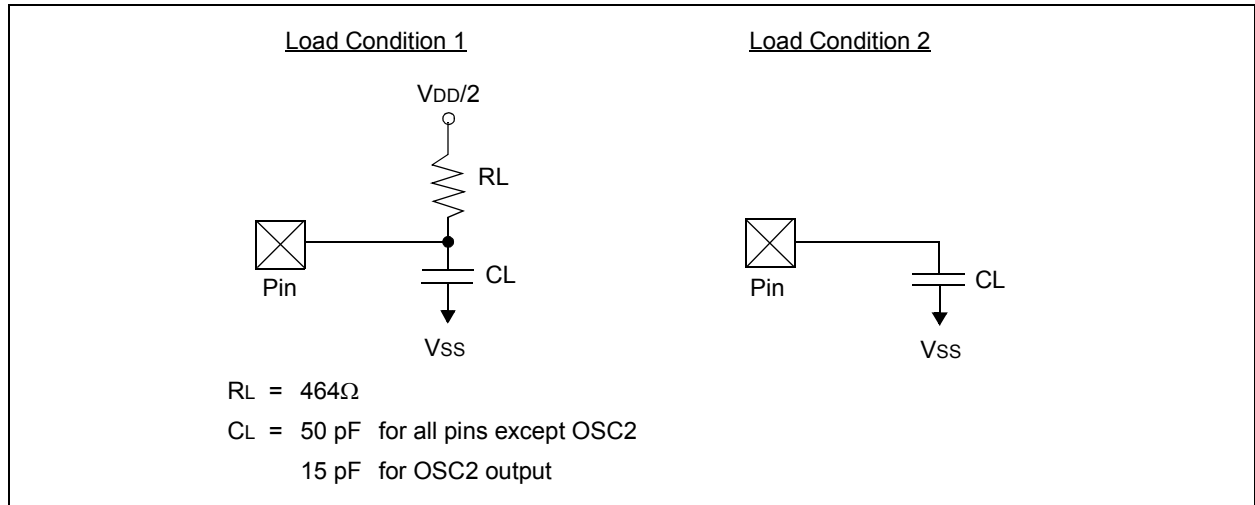 Load Condition 1
Load Condition 2
VDD/2
RL
Pin
CL
VSS
Pin
CL
VSS
RL = 464Ω
CL = 50 pF for all pins except OSC2
15 pF for OSC2 output